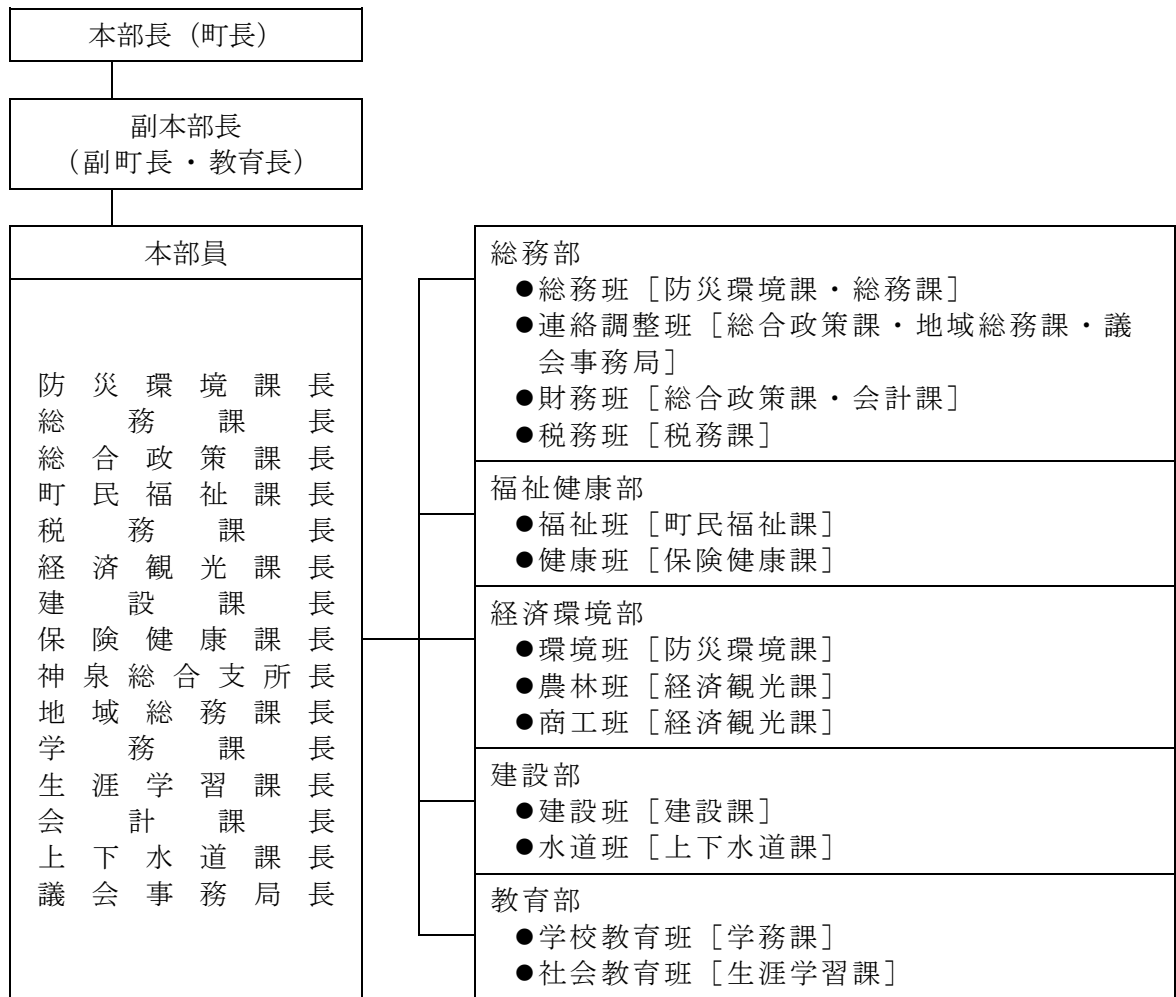 本部長（町長）
副本部長
（副町長・教育長）
本部員
防災環境課長
総務課長
総合政策課長
町民福祉課長
税務課長
経済観光課長
建設課長
保険健康課長
神泉総合支所長
地域総務課長
学務課長
生涯学習課長
会計課長
上下水道課長
議会事務局長
総務部
●総務班［防災環境課・総務課］
●連絡調整班［総合政策課・地域総務課・議
会事務局］
●財務班［総合政策課・会計課］
●税務班［税務課］
福祉健康部
●福祉班［町民福祉課］
●健康班［保険健康課］
経済環境部
●環境班［防災環境課］
●農林班［経済観光課］
●商工班［経済観光課］
建設部
●建設班［建設課］
●水道班［上下水道課］
教育部
●学校教育班［学務課］
●社会教育班［生涯学習課］